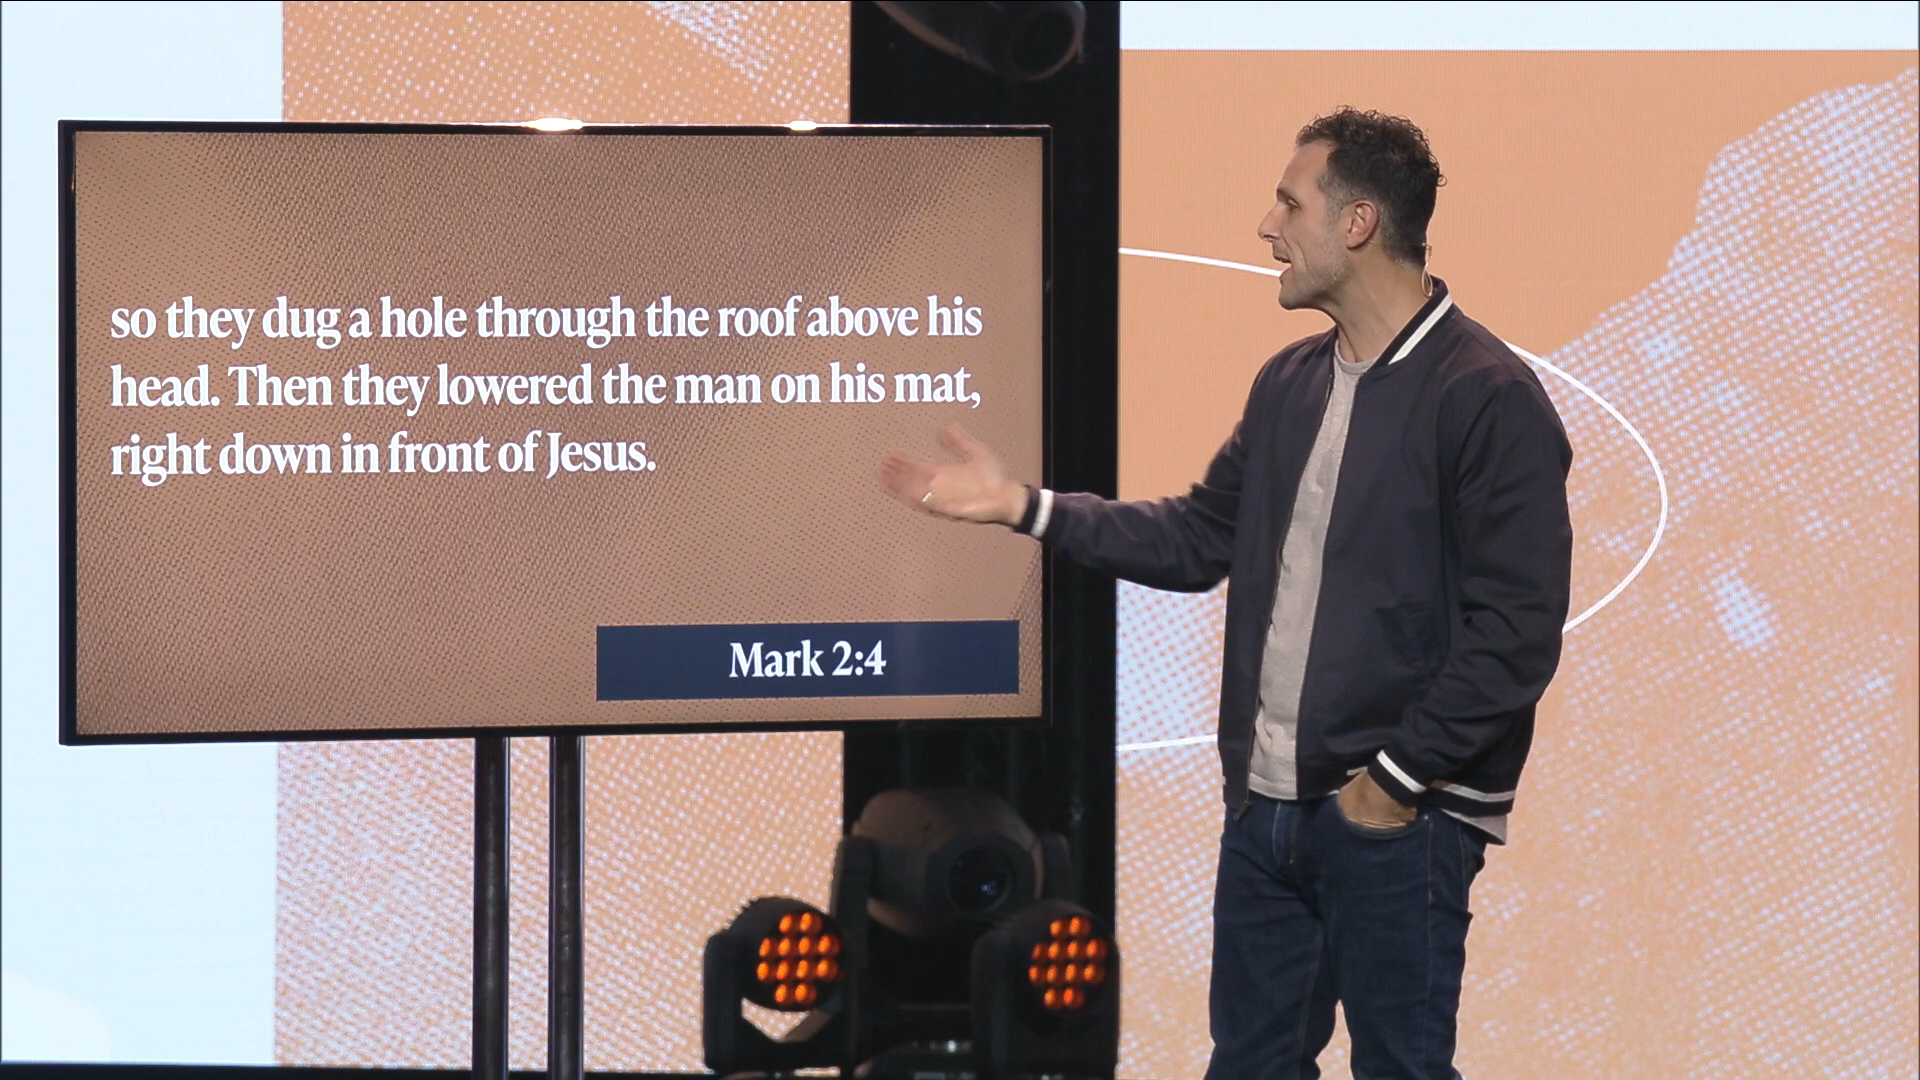 so they dug a hole through the roof above his
head. Then they lowered the man on his mat,
right down in front of Jesus.
Mark 2:4